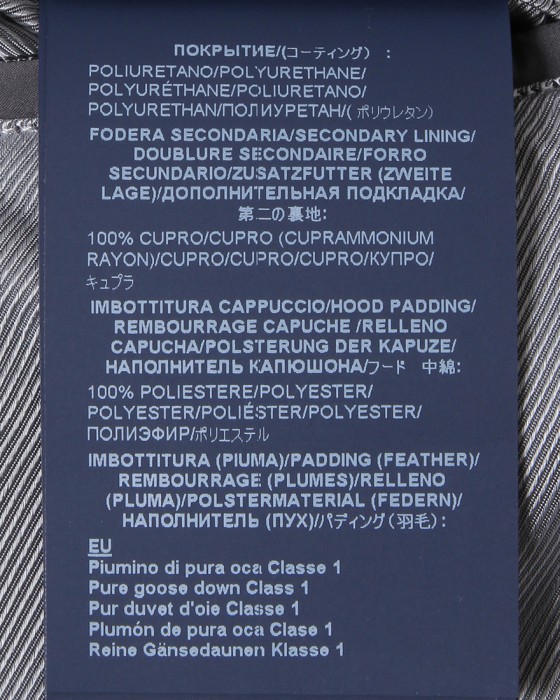 ПОКРЫТИЕ/(コーティング) :
POLIURETANO/POLYURETHANE/
POLYURÉTHANE/POLIURETANO/
POLYURETHAN/ПОЛИУРЕТАН/( ポリウレタン)
FODERA SECONDARIA/SECONDARY LINING/
DOUBLURE SECONDAIRE/FORRO
SECUNDARIO/ZUSATZFUTTER (ZWEITE
LAGE)/ДОПОЛНИТЕЛЬНАЯ ПОДКЛАДКА/
第二の裏地:
100% CUPRO/CUPRO (CUPRAMMONIUM
RAYON)/CUPRO/CUPRO/CUPRO/КУПРО/
キュプラ
IMBOTTITURA CAPPUCCIO/HOOD PADDING/
REMBOURRAGE CAPUCHE /RELLENO
CAPUCHA/POLSTERUNG DER KAPUZE/
НАПОЛНИТЕЛЬ КАПЮШОНА/フード 中綿:
100% POLIESTERE/POLYESTER/
POLYESTER/POLIÉSTER/POLYESTER/
ПОЛИЭФИР/ポリエステル
IMBOTTITURA (PIUMA)/PADDING (FEATHER)/
REMBOURRAGE (PLUMES)/RELLENO
(PLUMA)/POLSTERMATERIAL (FEDERN)/
НАПОЛНИТЕЛЬ (ПУХ)/パディング(羽毛):
EU
Piumino di pura oca Classe 1
Pure goose down Class 1
Pur duvet d'oie Classe 1
Plumón de pura oca Clase 1
Reine Gänsedaunen Klasse 1